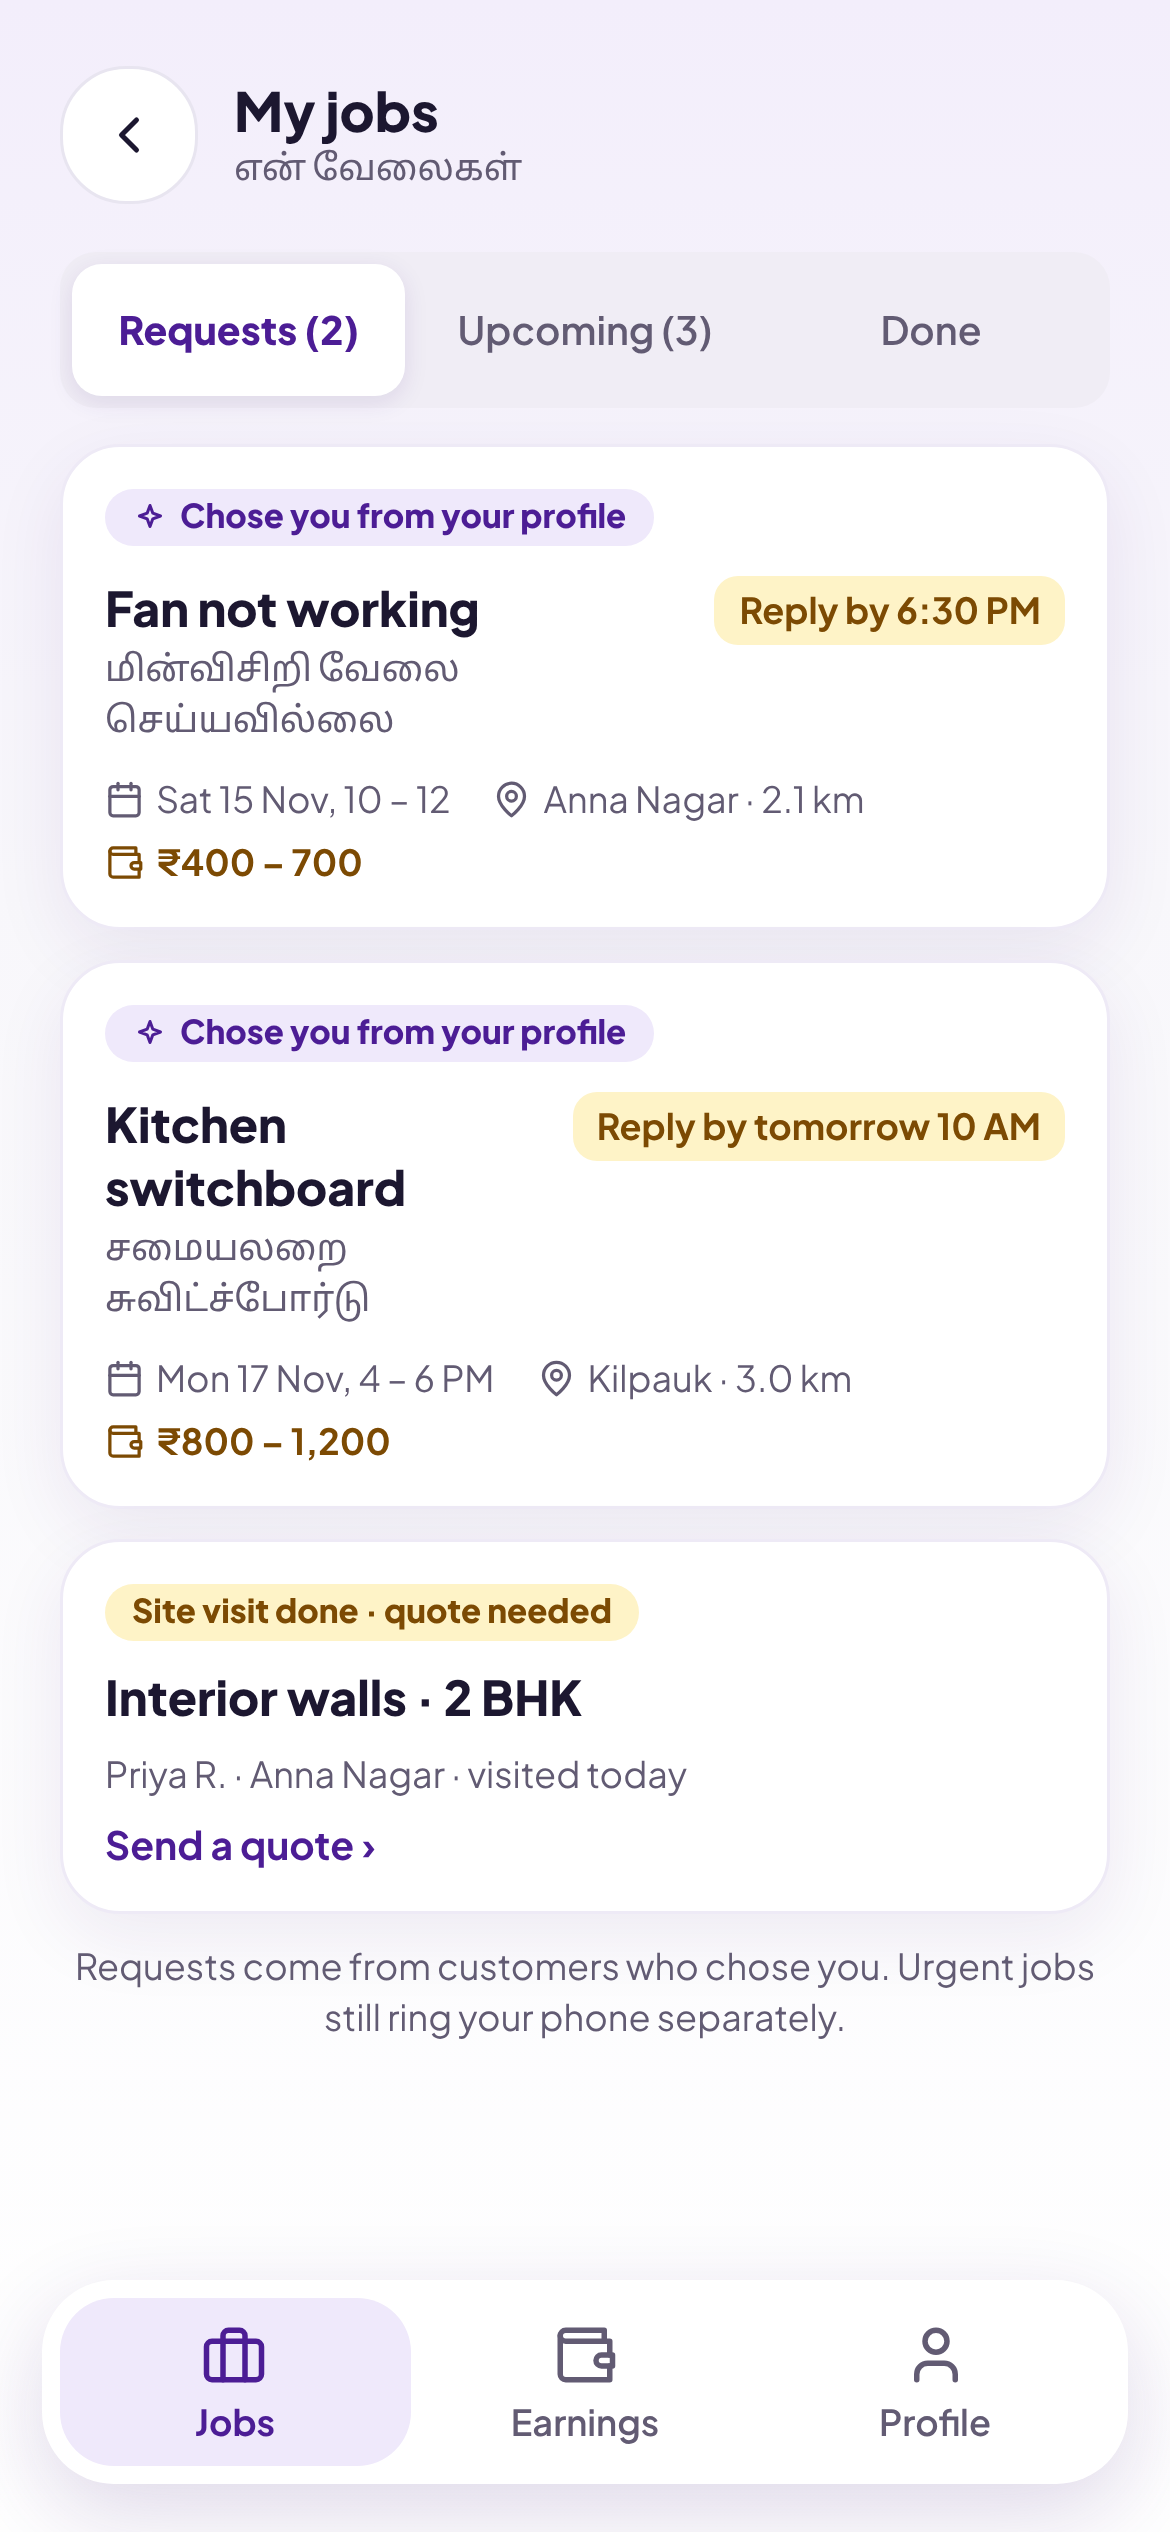 My jobs
என் வேலைகள்
Requests (2)
Upcoming (3)
Done
Chose you from your profile
Fan not working
Reply by 6:30 PM
மின்விசிறி வேலை
செய்யவில்லை
Sat 15 Nov, 10 – 12
Anna Nagar · 2.1 km
₹400 – 700
Chose you from your profile
Kitchen
switchboard
Reply by tomorrow 10 AM
சமையலறை
சுவிட்ச்போர்டு
Mon 17 Nov, 4 – 6 PM
Kilpauk · 3.0 km
₹800 – 1,200
Site visit done · quote needed
Interior walls · 2 BHK
Priya R. · Anna Nagar · visited today
Send a quote ›
Requests come from customers who chose you. Urgent jobs
still ring your phone separately.
Jobs
Earnings
Profile